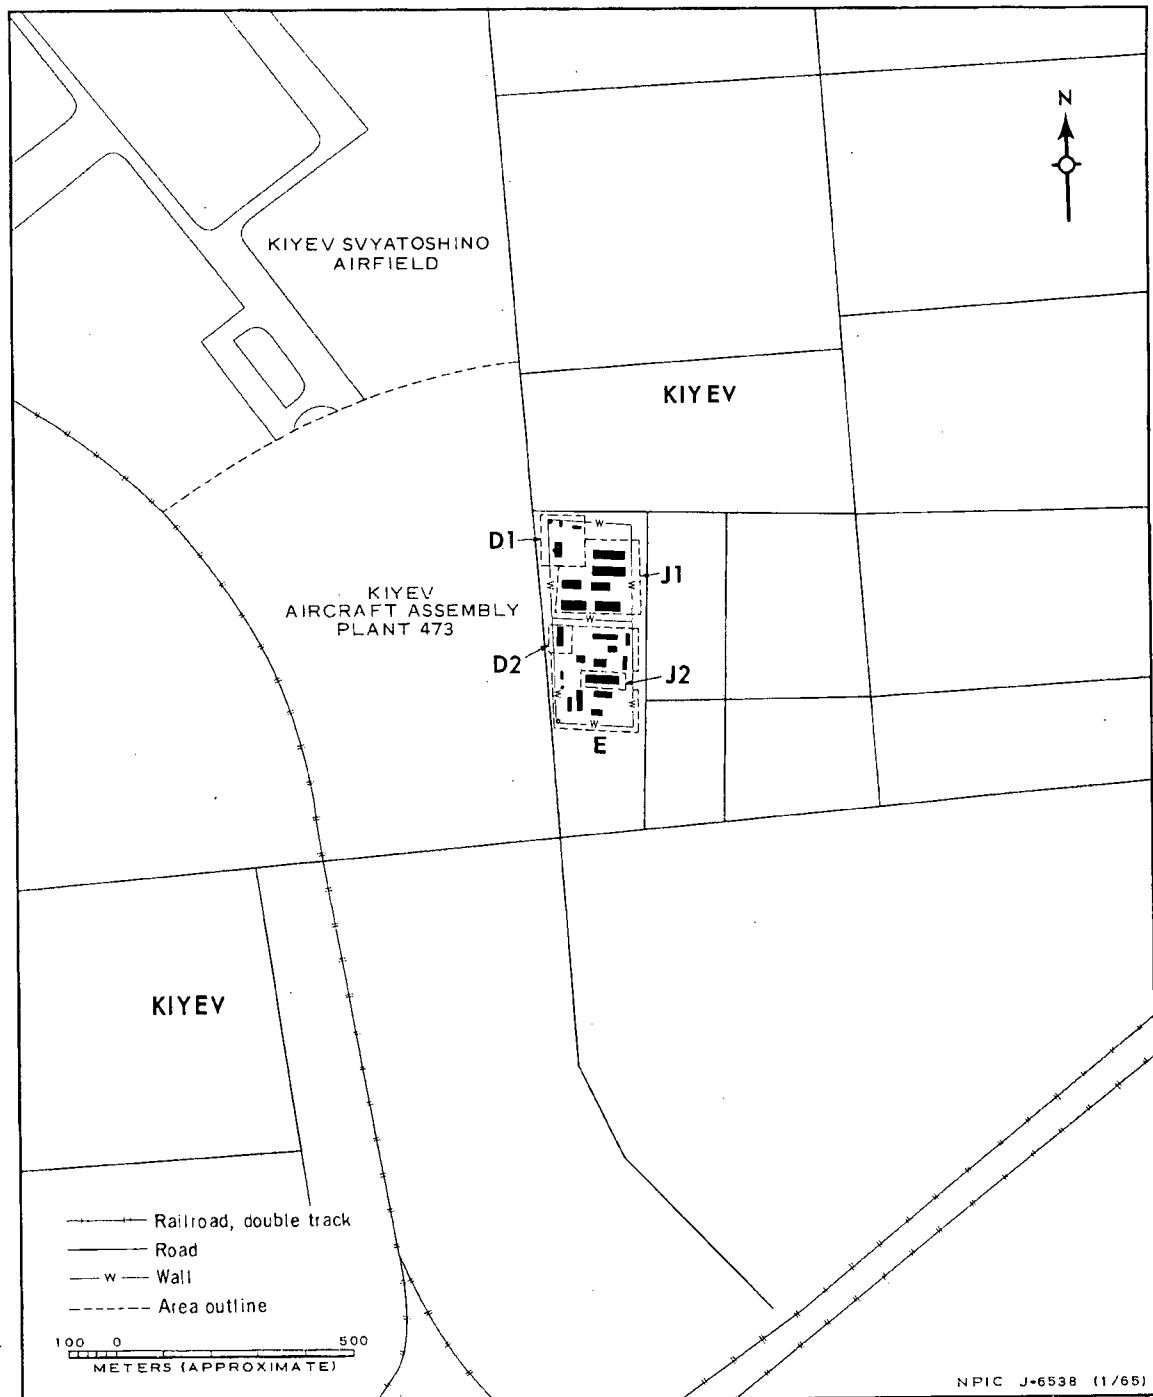 N
KIYEV SVYATOSHINO
AIRFIELD
KIYEV
W
D1
J1
W
W
KIYEV
AIRCRAFT ASSEMBLY
PLANT 473
W
D2
J2
W
W
W
E
KIYEV
Railroad, double track
Road
W Wall
Area outline
100 0 500
METERS (APPROXIMATE)
NPIC J-6538 (1/65)